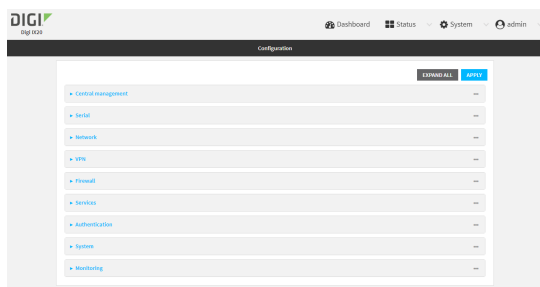 DIGI
Digi IX20
Dashboard Status System admin
Configuration
EXPAND ALL APPLY
Central management
Serial
Network
VPN
Firewall
Services
Authentication
System
Monitoring